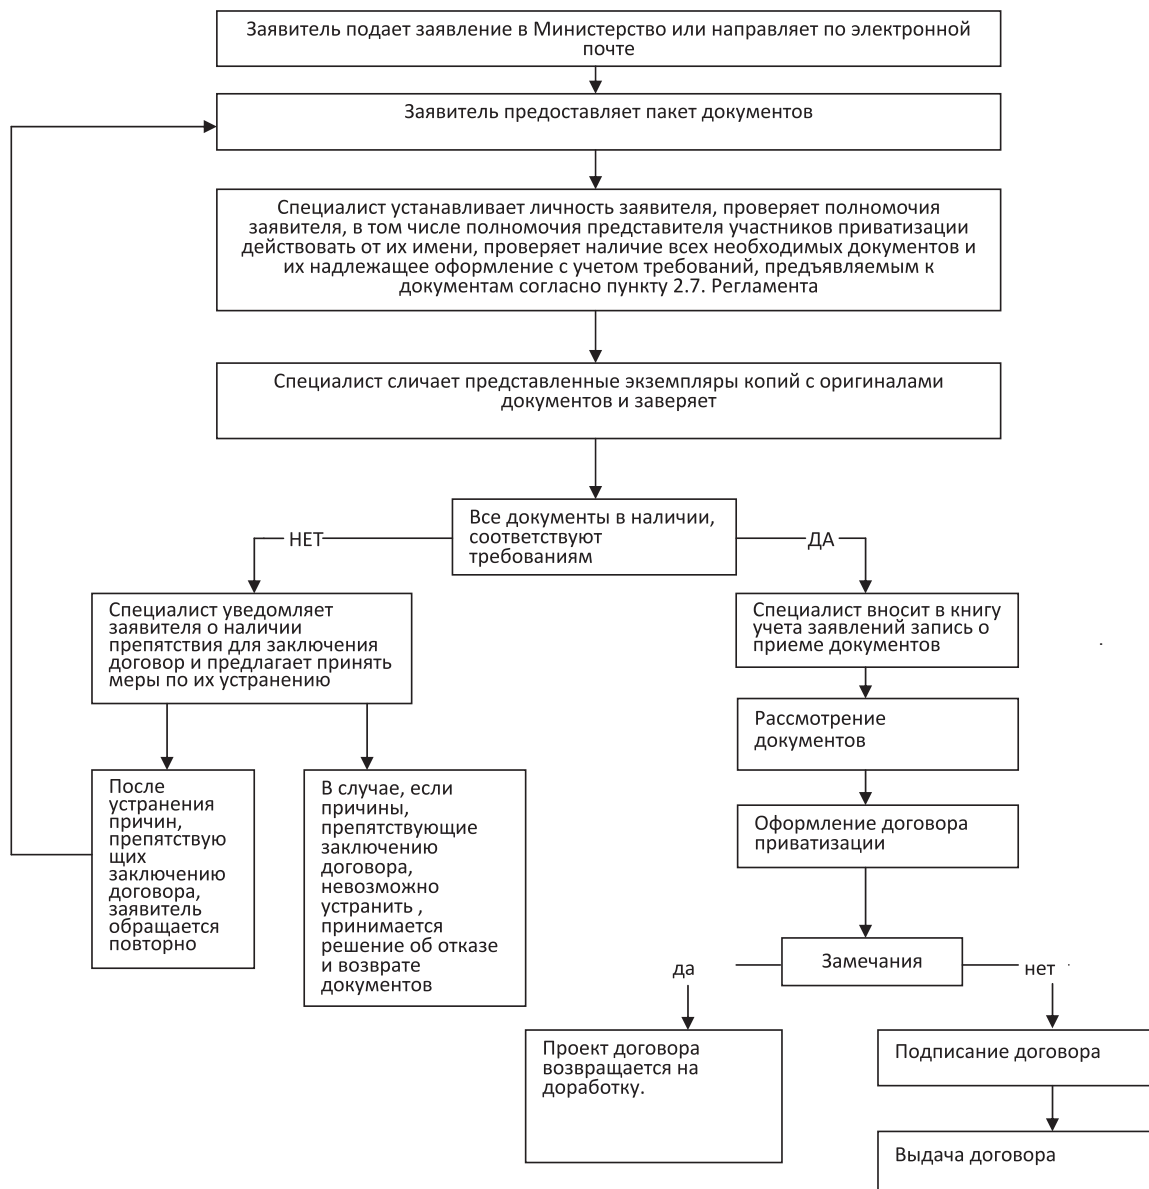 Заявитель подает заявление в Министерство или направляет по электронной
почте
Заявитель предоставляет пакет документов
Специалист устанавливает личность заявителя, проверяет полномочия
заявителя, в том числе полномочия представителя участников приватизации
действовать от их имени, проверяет наличие всех необходимых документов и
их надлежащее оформление с учетом требований, предъявляемым к
документам согласно пункту 2.7. Регламента
Специалист сличает представленные экземпляры копий с оригиналами
документов и заверяет
Все документы в наличии,
соответствуют
требованиям
НЕТ
ДА
Специалист уведомляет
заявителя о наличии
препятствия для заключения
договор и предлагает принять
меры по их устранению
Специалист вносит в книгу
учета заявлений запись о
приеме документов
Рассмотрение
документов
После
устранения
причин,
препятствую
щих
заключению
договора,
заявитель
обращается
повторно
В случае, если
причины,
препятствующие
заключению
договора,
невозможно
устранить ,
принимается
решение об отказе
и возврате
документов
Оформление договора
приватизации
Замечания
да
нет
Проект договора
возвращается на
доработку.
Подписание договора
Выдача договора